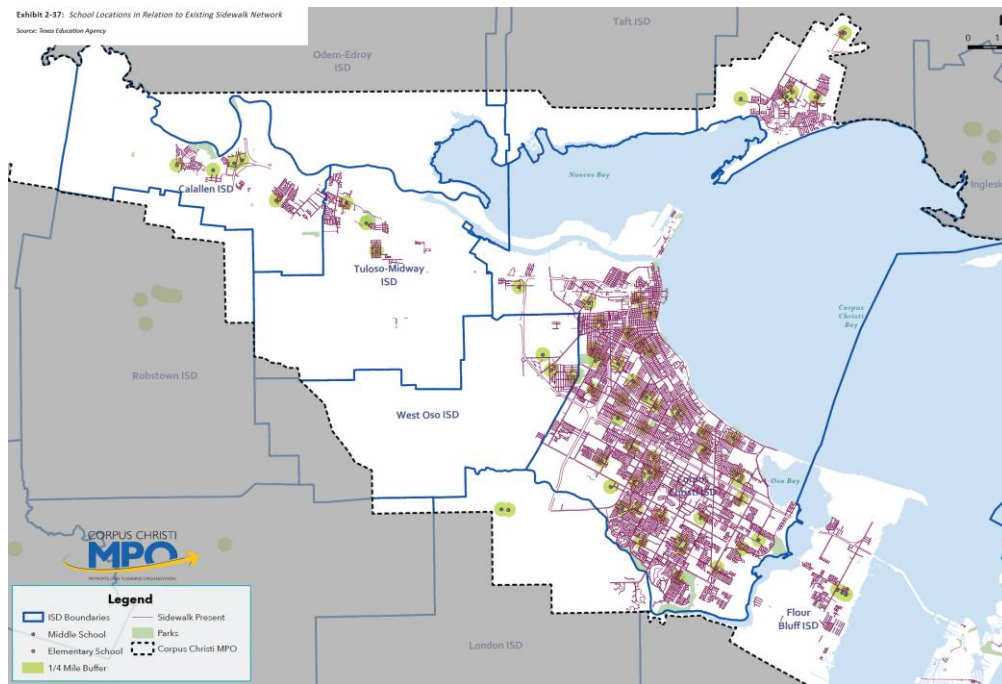 Exhibit 2-37: School Locations in Relation to Existing Sidewalk Network
Source: Texas Education Agency
Taft ISD
Odem-Edroy
ISD
0 1
Nueces Bay
Calallen ISD
Ingleside
Tuloso-Midway
ISD
Corpus
Christi
Bay
Robstown ISD
West Oso ISD
Corpus
Christi ISD
Oso Bay
CORPUS CHRISTI
MPO
METROPOLITAN PLANNING ORGANIZATION
Legend
ISD Boundaries
Sidewalk Present
Middle School
Parks
Elementary School
Corpus Christi MPO
1/4 Mile Buffer
Flour
Bluff ISD
London ISD